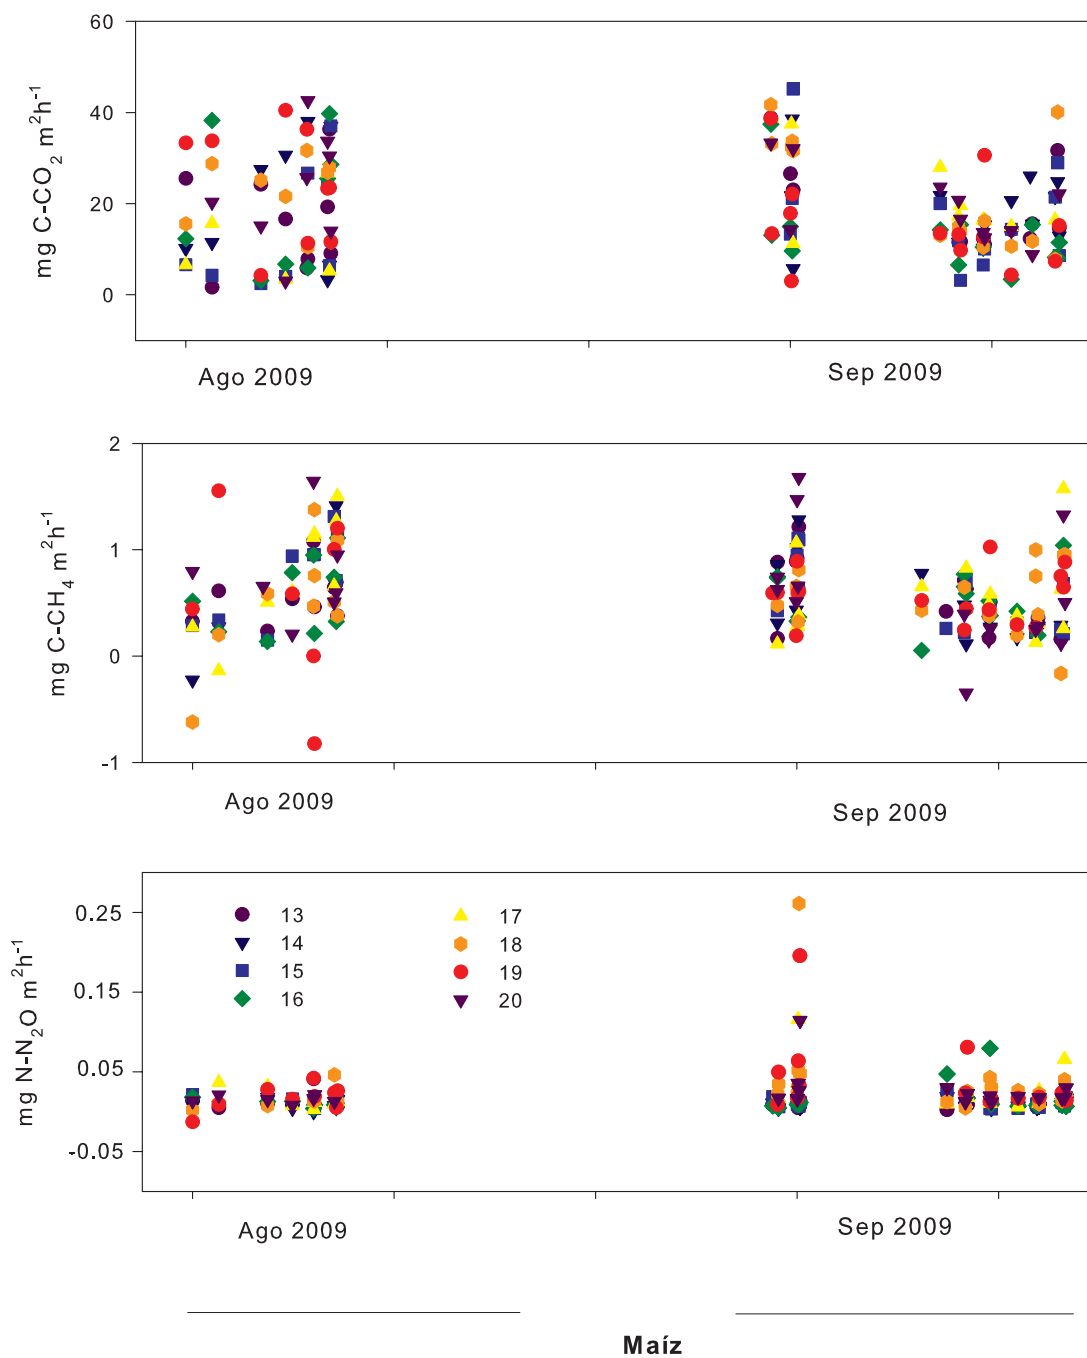 60
40
20
0
mg C-CO₂ m²h⁻¹
Ago 2009
Sep 2009
2
1
0
-1
mg C-CH₄ m²h⁻¹
Ago 2009
Sep 2009
0.25
0.15
0.05
-0.05
mg N-N₂O m²h⁻¹
13
14
15
16
17
18
19
20
Ago 2009
Sep 2009
Maíz